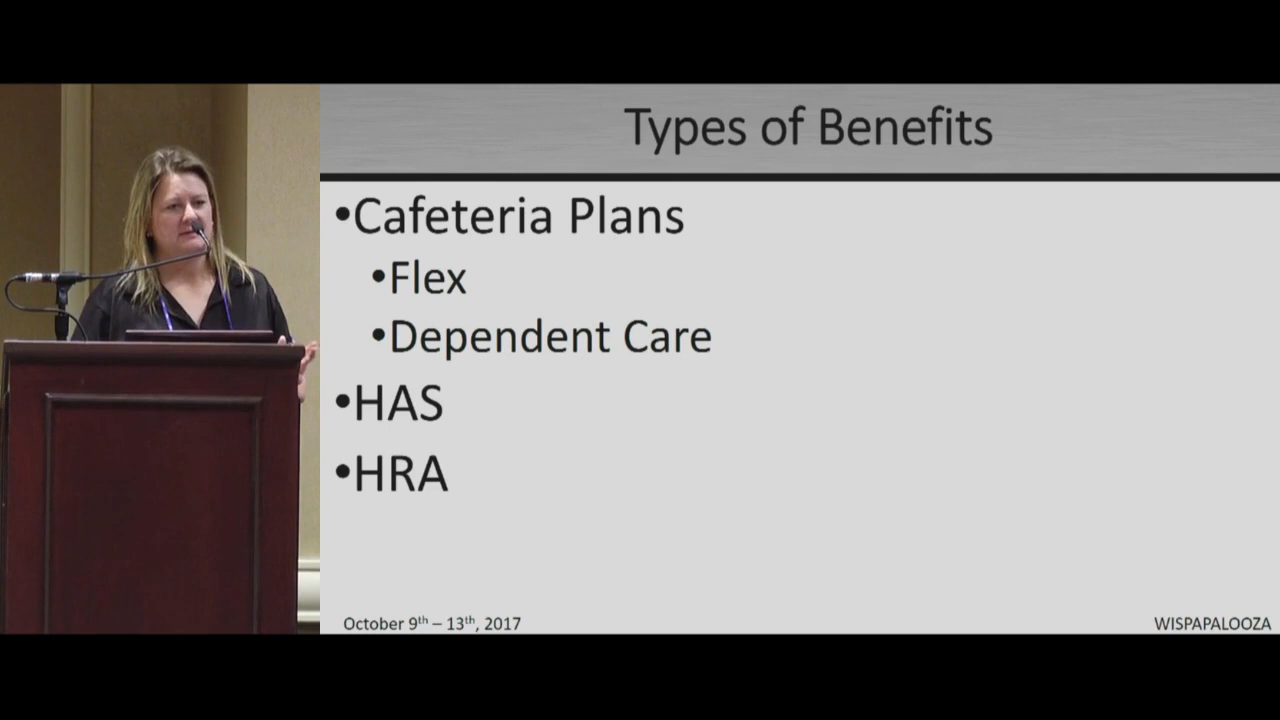 Types of Benefits
•Cafeteria Plans
•Flex
•Dependent Care
•HAS
•HRA
October 9th – 13th, 2017
WISPAPALOOZA